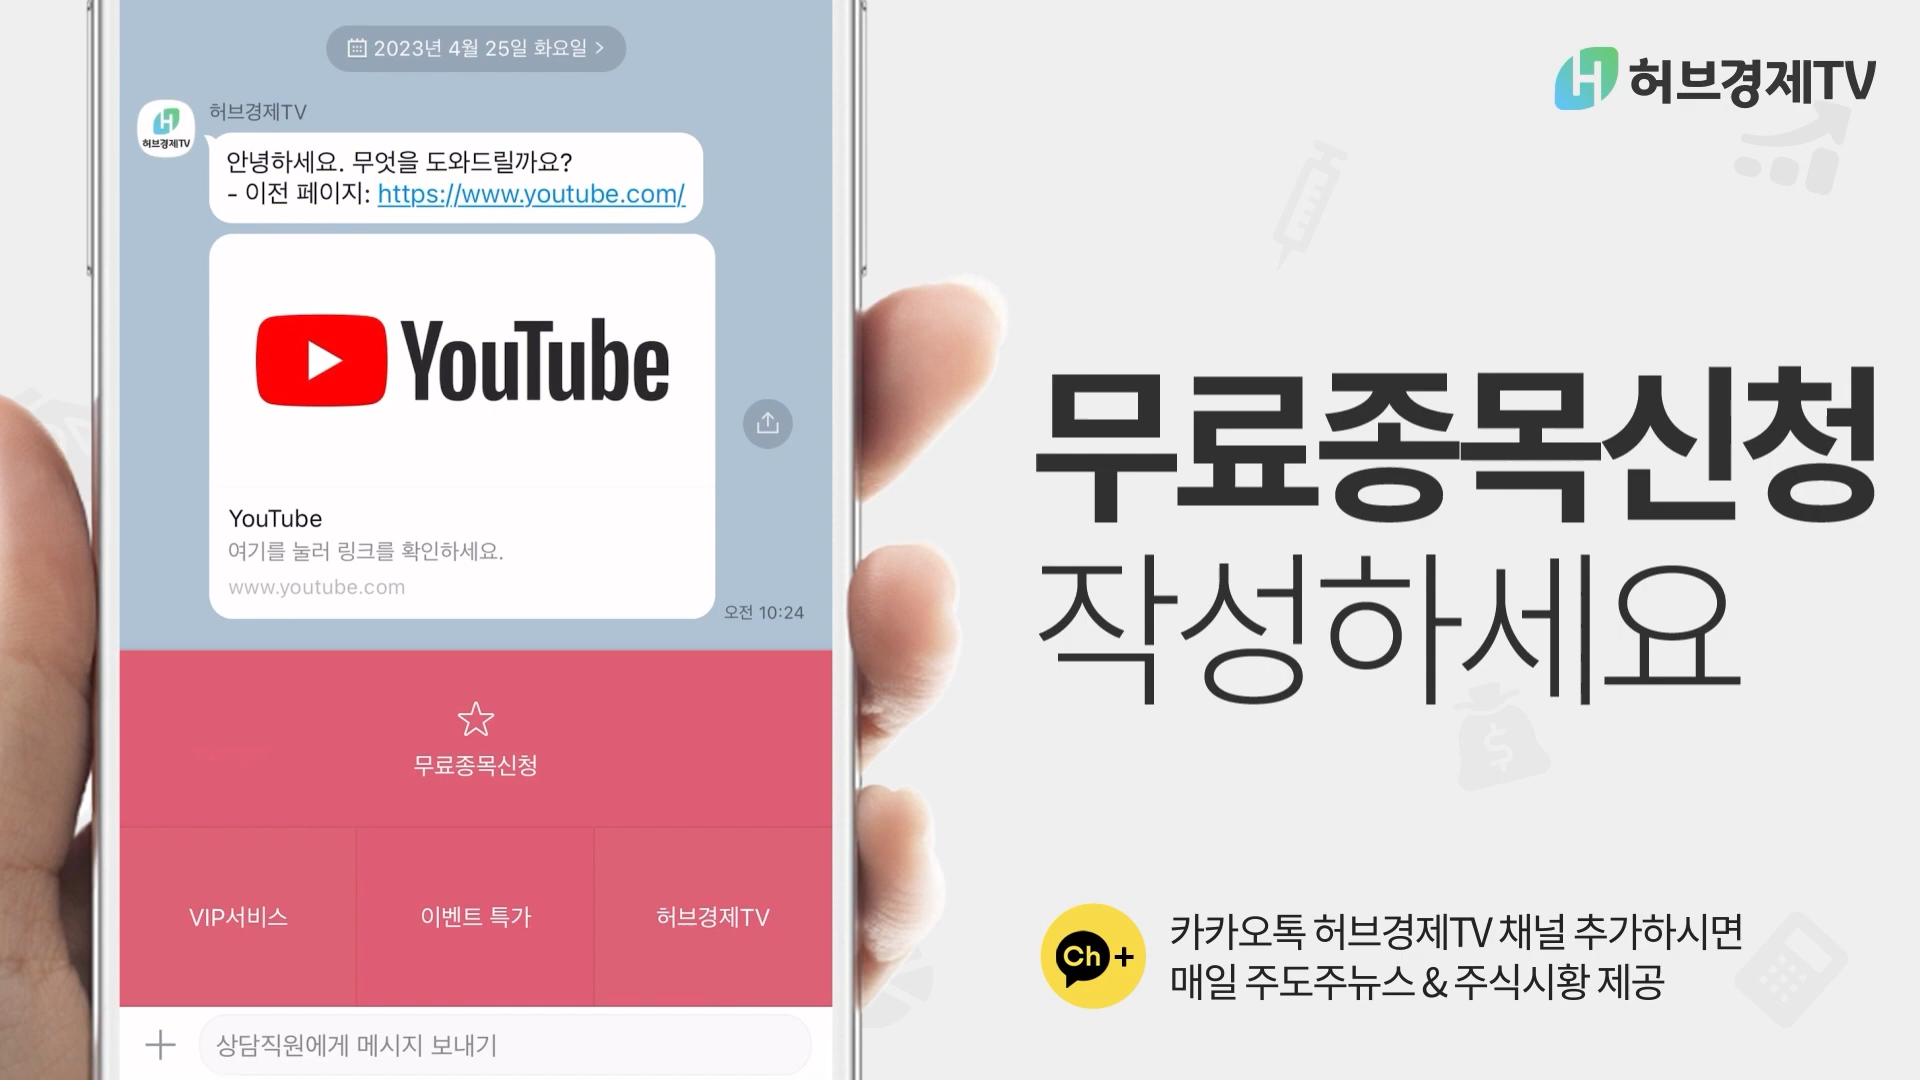 2023년 4월 25일 화요일 >
허브경제TV
허브경제TV
안녕하세요. 무엇을 도와드릴까요?
- 이전 페이지: https://www.youtube.com/
YouTube
YouTube
여기를 눌러 링크를 확인하세요.
www.youtube.com
오전 10:24
무료종목신청
VIP서비스
이벤트 특가
허브경제TV
상담직원에게 메시지 보내기
허브경제TV
무료종목신청
작성하세요
Ch+
카카오톡 허브경제TV 채널 추가하시면
매일 주도주뉴스 & 주식시황 제공